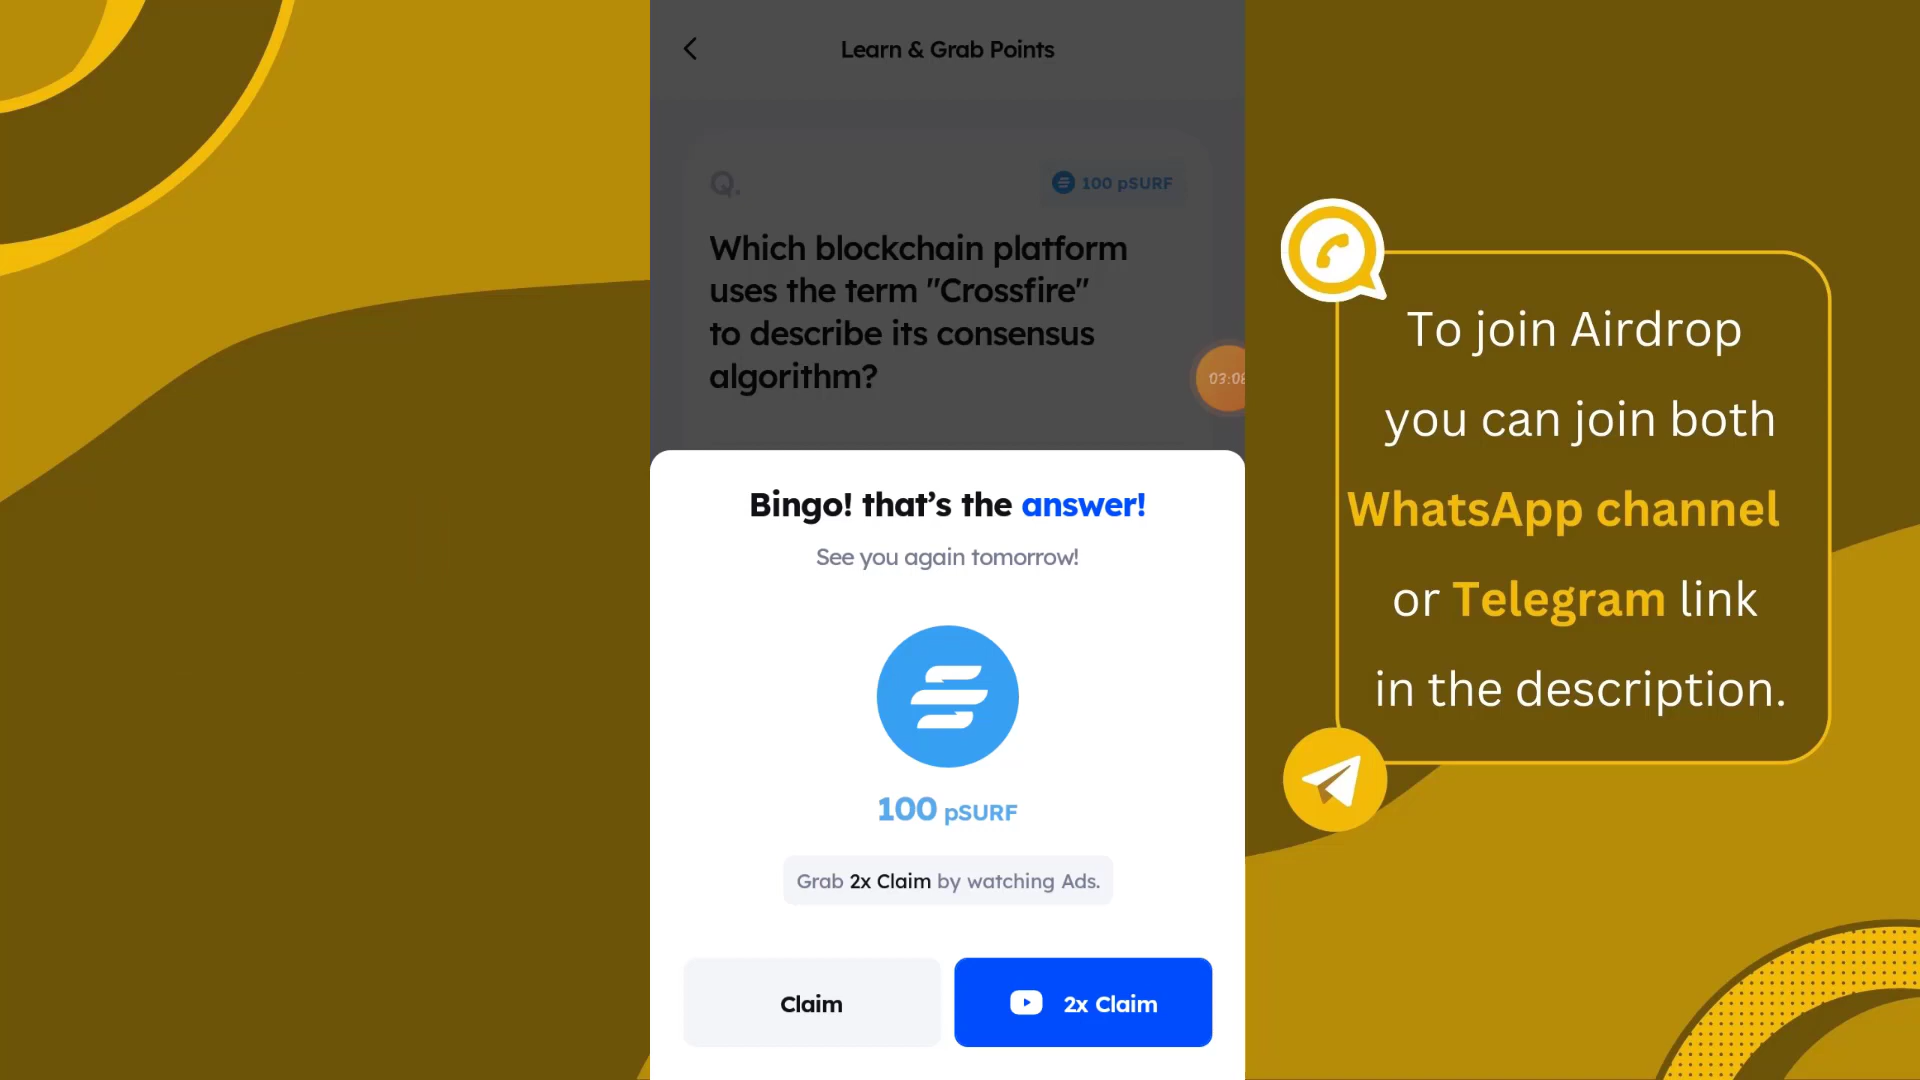 Learn & Grab Points
Q.
100 pSURF
Which blockchain platform
uses the term "Crossfire"
to describe its consensus
algorithm?
03:08
Bingo! that's the answer!
See you again tomorrow!
100 pSURF
Grab 2x Claim by watching Ads.
Claim
2x Claim
To join Airdrop
you can join both
WhatsApp channel
or Telegram link
in the description.